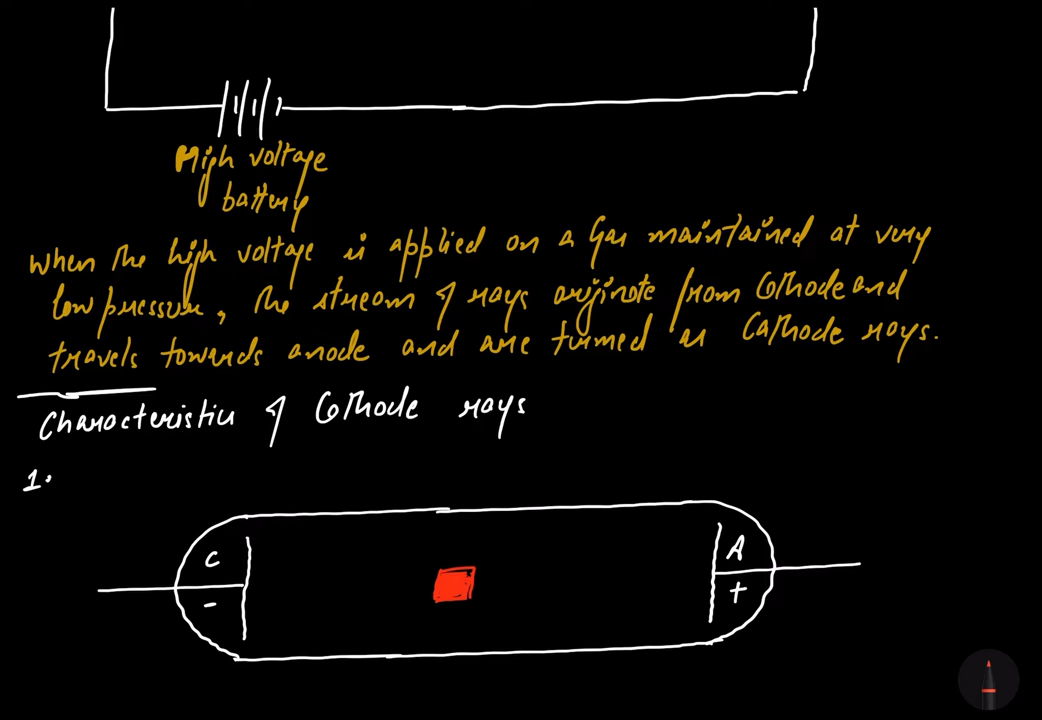 High voltage
battery
When the high voltage is applied on a Gas maintained at very
low pressure, the stream of rays originate from Cathode and
travels towards anode and are turmed as Cathode rays.
Characteristics of Cathode rays
1.
C
A
-
+